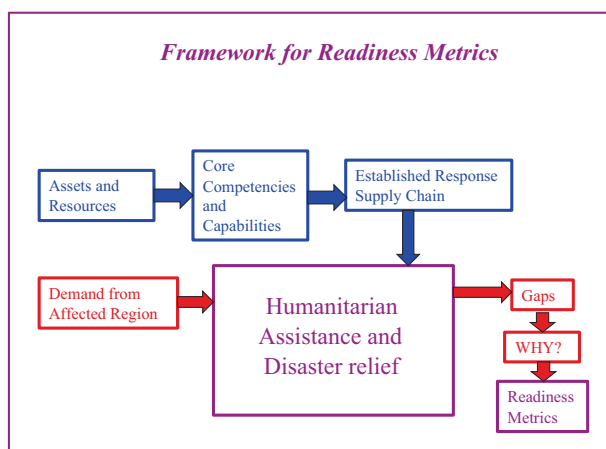 Framework for Readiness Metrics
Assets and
Resources
Core
Competencies
and
Capabilities
Established Response
Supply Chain
Demand from
Affected Region
Humanitarian
Assistance and
Disaster relief
Gaps
WHY?
Readiness
Metrics